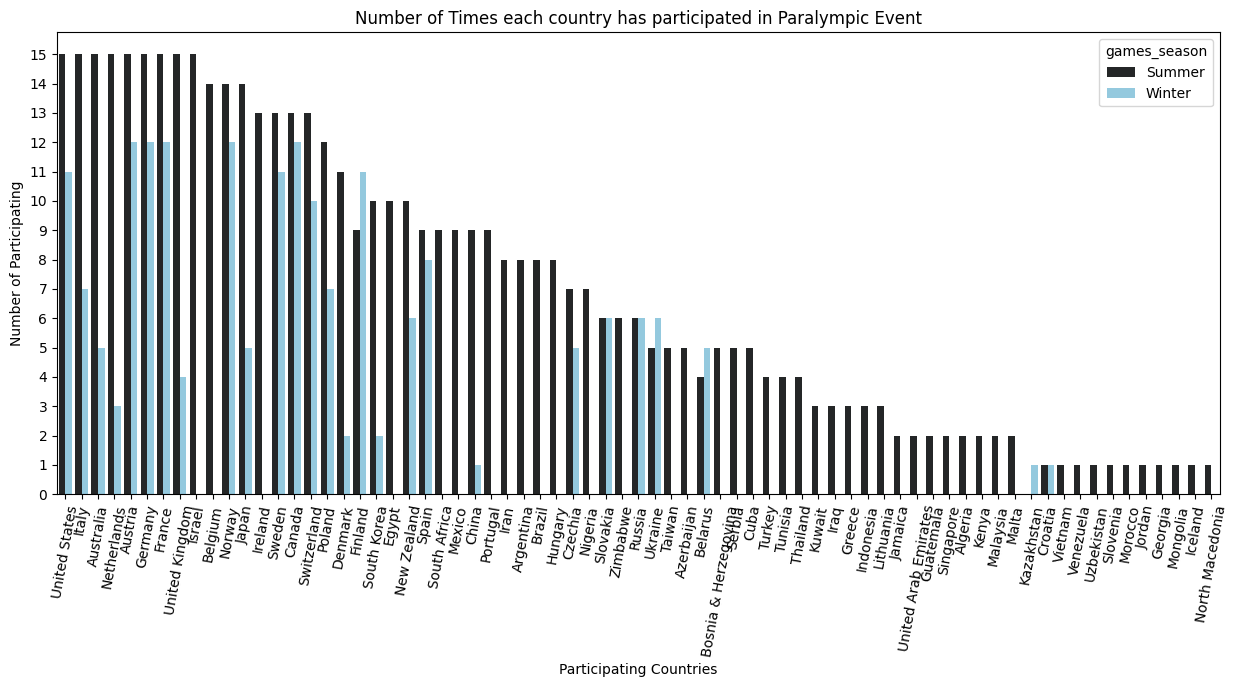 Number of Times each country has participated in Paralympic Event
games_season
Summer
Winter
Number of Participating
15
14
13
12
11
10
9
8
7
6
5
4
3
2
1
0
United States
Italy
Australia
Netherlands
Austria
Germany
France
United Kingdom
Israel
Belgium
Norway
Japan
Ireland
Sweden
Canada
Switzerland
Poland
Denmark
Finland
South Korea
Egypt
New Zealand
Spain
South Africa
Mexico
China
Portugal
Iran
Argentina
Brazil
Hungary
Czechia
Nigeria
Slovakia
Zimbabwe
Russia
Ukraine
Taiwan
Azerbaijan
Belarus
Bosnia & Herzegovina
Serbia
Cuba
Turkey
Tunisia
Thailand
Kuwait
Iraq
Greece
Indonesia
Lithuania
Jamaica
United Arab Emirates
Guatemala
Singapore
Algeria
Kenya
Malaysia
Malta
Kazakhstan
Croatia
Vietnam
Venezuela
Uzbekistan
Slovenia
Morocco
Jordan
Georgia
Mongolia
Iceland
North Macedonia
Participating Countries